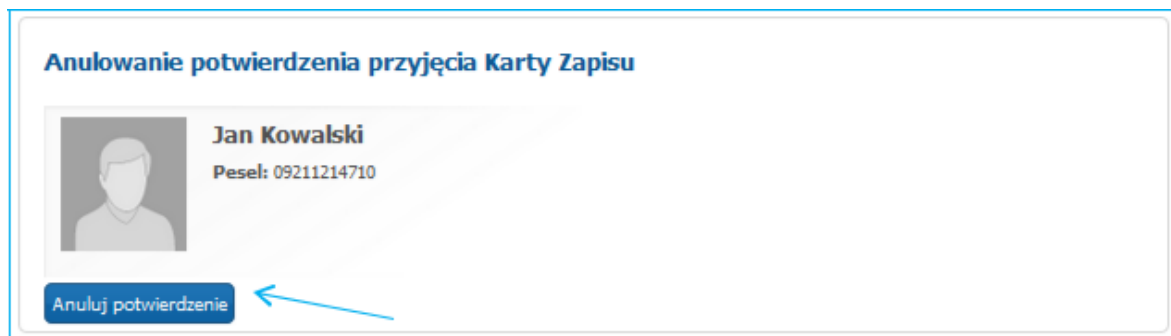 Anulowanie potwierdzenia przyjęcia Karty Zapisu
Jan Kowalski
Pesel: 09211214710
Anuluj potwierdzenie